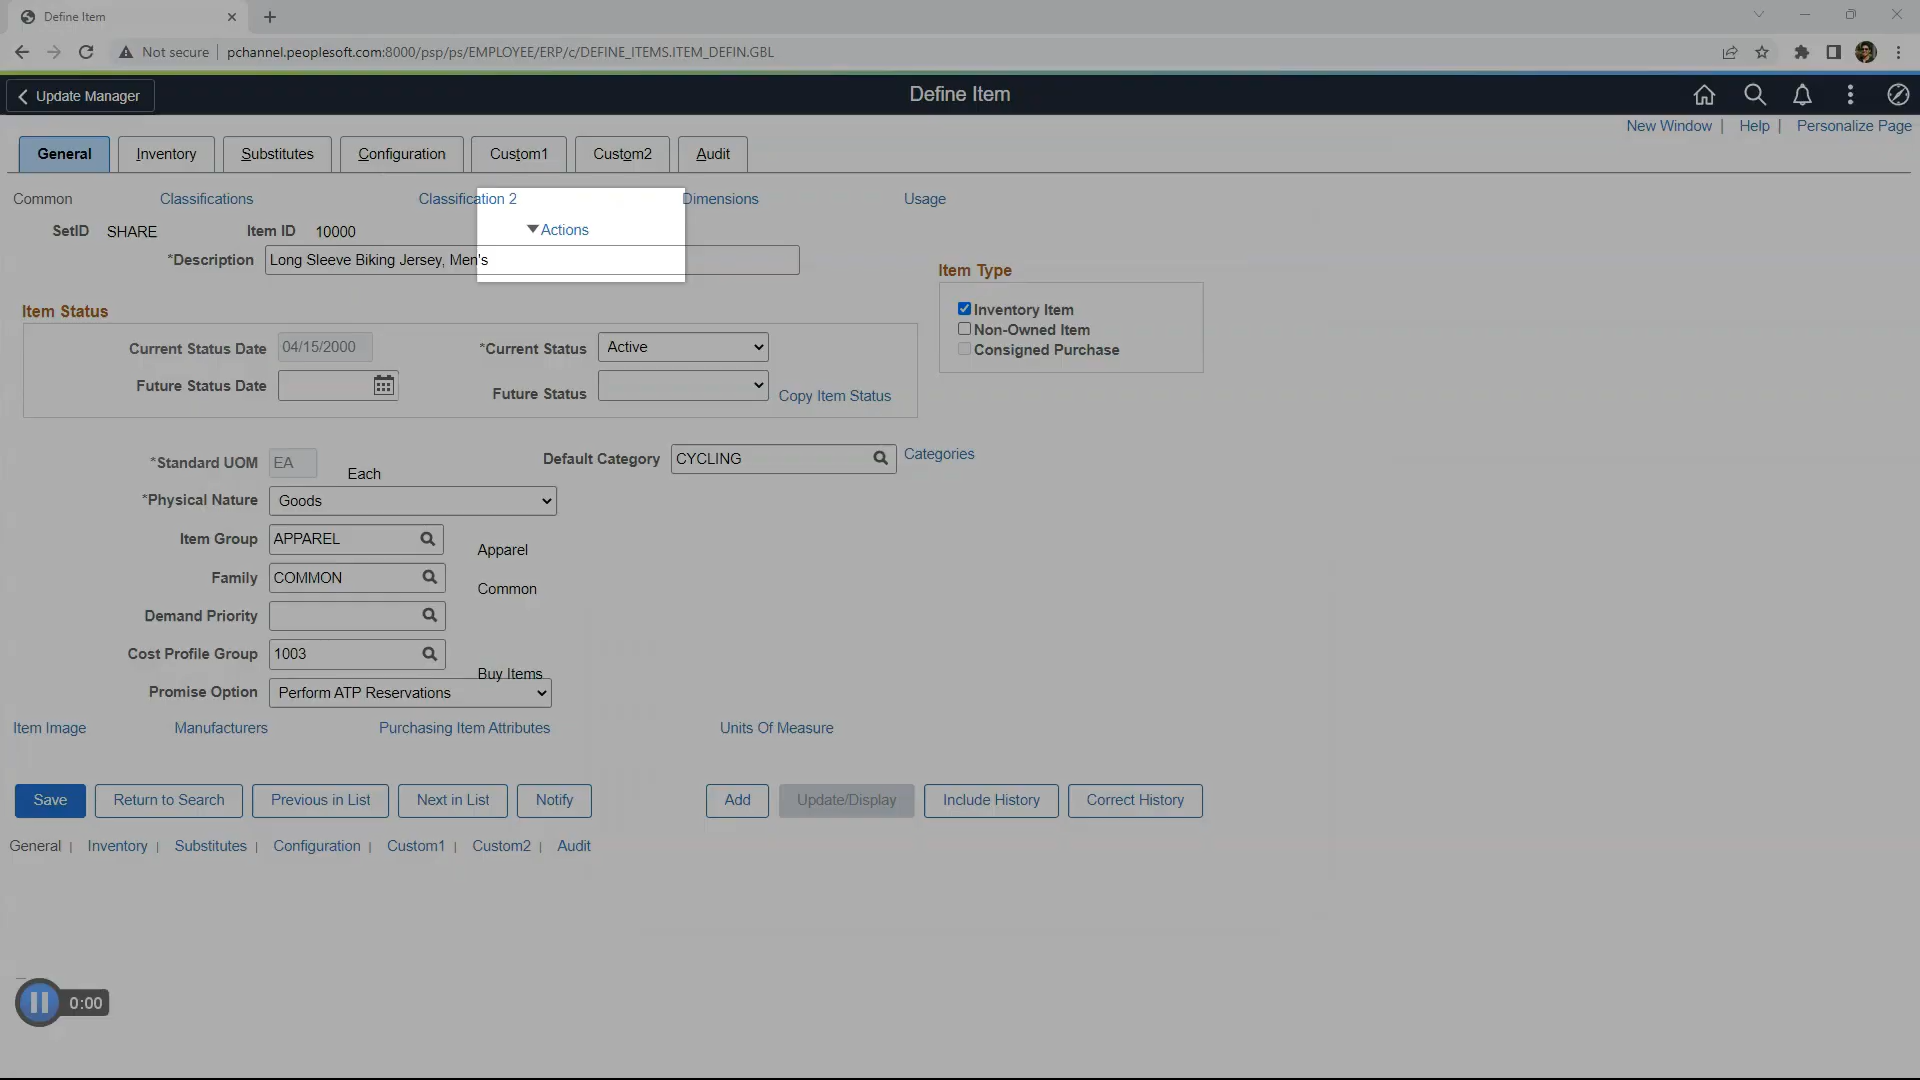 Define Item
Not secure pchannel.peoplesoft.com:8000/psp/ps/EMPLOYEE/ERP/c/DEFINE_ITEMS.ITEM_DEFIN.GBL
Update Manager Define Item
New Window | Help | Personalize Page
General Inventory Substitutes Configuration Custom1 Custom2 Audit
Common Classifications Classification 2 Dimensions Usage
SetID SHARE Item ID 10000 Actions
*Description Long Sleeve Biking Jersey, Men's
Item Type
Inventory Item
Non-Owned Item
Consigned Purchase
Item Status
Current Status Date 04/15/2000 *Current Status Active
Future Status Date Future Status Copy Item Status
*Standard UOM EA Each Default Category CYCLING Categories
*Physical Nature Goods
Item Group APPAREL Apparel
Family COMMON Common
Demand Priority
Cost Profile Group 1003 Buy Items
Promise Option Perform ATP Reservations
Item Image Manufacturers Purchasing Item Attributes Units Of Measure
Save Return to Search Previous in List Next in List Notify Add Update/Display Include History Correct History
General | Inventory | Substitutes | Configuration | Custom1 | Custom2 | Audit
0:00